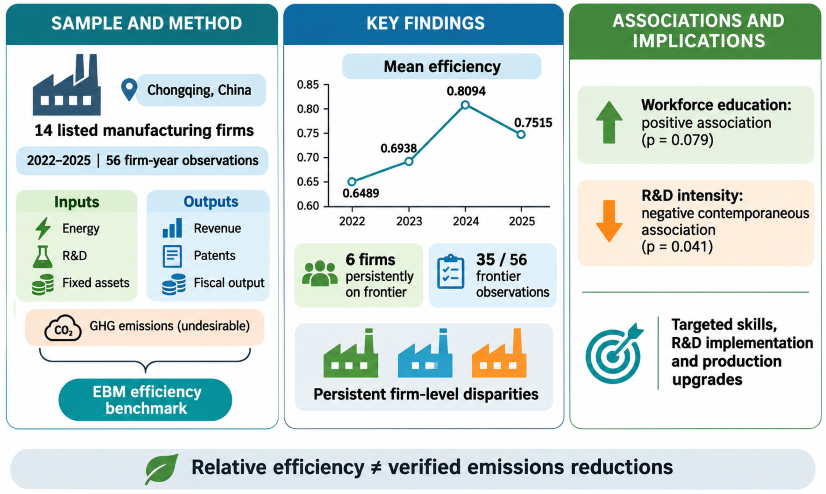 SAMPLE AND METHOD
Chongqing, China
14 listed manufacturing firms
2022–2025 | 56 firm-year observations
Inputs
Energy
R&D
Fixed assets
Outputs
Revenue
Patents
Fiscal output
CO₂
GHG emissions (undesirable)
EBM efficiency
benchmark
KEY FINDINGS
Mean efficiency
0.85
0.80
0.75
0.70
0.65
0.60
0.6489
0.6938
0.8094
0.7515
2022
2023
2024
2025
6 firms
persistently
on frontier
35 / 56
frontier
observations
Persistent firm-level disparities
ASSOCIATIONS AND
IMPLICATIONS
Workforce education:
positive association
(p = 0.079)
R&D intensity:
negative contemporaneous
association
(p = 0.041)
Targeted skills,
R&D implementation
and production
upgrades
Relative efficiency ≠ verified emissions reductions